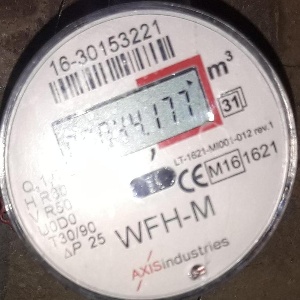 16-30153221
m³
31
LT-1621-MI001-012 rev.1
CE M16 1621
R50
U0D0
T30/90
ΔP 25
WFH-M
AXISindustries